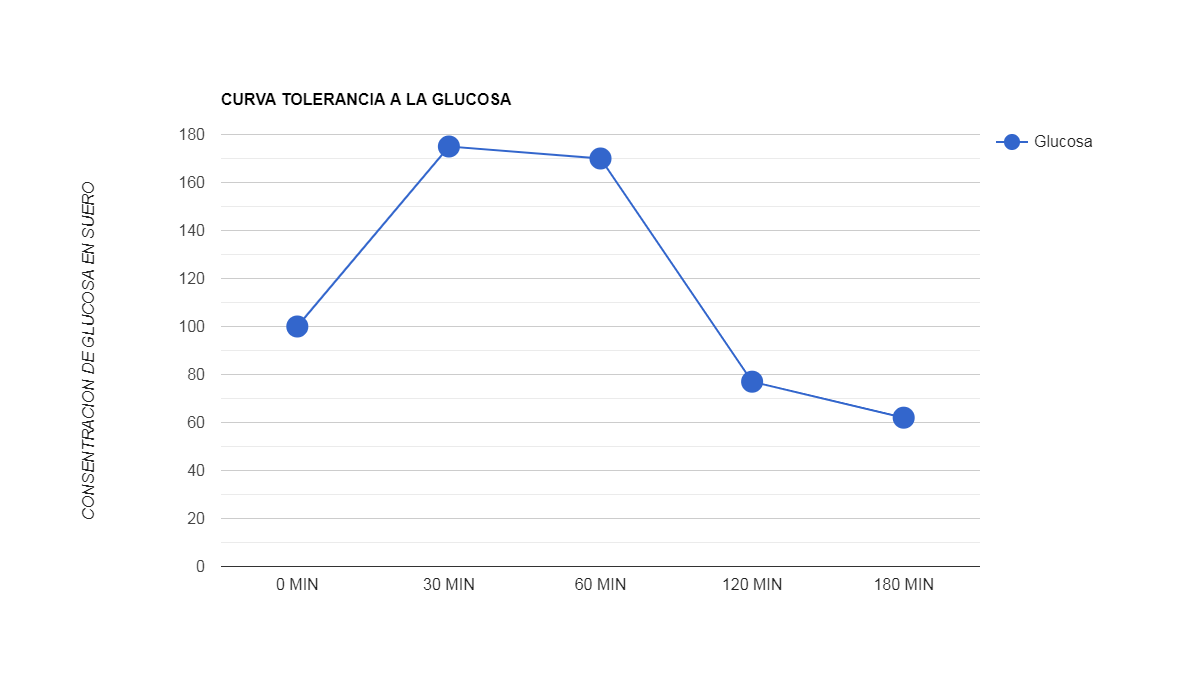 CURVA TOLERANCIA A LA GLUCOSA
Glucosa
CONSENTRACION DE GLUCOSA EN SUERO
180
160
140
120
100
80
60
40
20
0
0 MIN 30 MIN 60 MIN 120 MIN 180 MIN